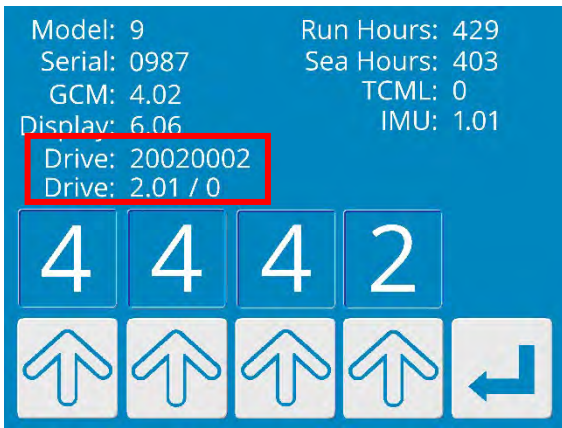 Model: 9
Serial: 0987
GCM: 4.02
Display: 6.06
Drive: 20020002
Drive: 2.01 / 0
Run Hours: 429
Sea Hours: 403
TCML: 0
IMU: 1.01
4 4 4 2